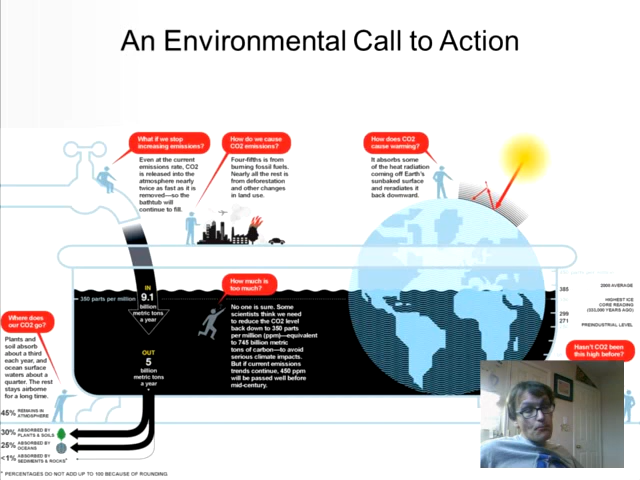 An Environmental Call to Action
What if we stop
increasing emissions?
Even at the current
emissions rate, CO2
is released into the
atmosphere nearly
twice as fast as it is
removed—so the
bathtub will
continue to fill.
How do we cause
CO2 emissions?
Four-fifths is from
burning fossil fuels.
Nearly all the rest is
from deforestation
and other changes
in land use.
How does CO2
cause warming?
It absorbs some
of the heat radiation
coming off Earth's
sunbaked surface
and reradiates it
back downward.
350 parts per million
IN
9.1
billion
metric tons
a year
OUT
5
billion
metric tons
a year
How much is
too much?
No one is sure. Some
scientists think we need
to reduce the CO2 level
back down to 350 parts
per million (ppm)—equivalent
to 745 billion metric
tons of carbon—to avoid
serious climate impacts.
But if current emissions
trends continue, 450 ppm
will be passed well before
mid-century.
385
AVERAGE
HIGHEST ICE
CORE READING
299
271
PREINDUSTRIAL LEVEL
Hasn't CO2 been
this high before?
Where does
our CO2 go?
Plants and
soil absorb
about a third
each year, and
ocean surface
waters about a
quarter. The rest
stays airborne
for a long time.
45% REMAINS IN
ATMOSPHERE
30% ABSORBED BY
PLANTS & SOILS
25% ABSORBED BY
OCEANS
<1% ABSORBED BY
SEDIMENTS & ROCKS*
* PERCENTAGES DO NOT ADD UP TO 100 BECAUSE OF ROUNDING.